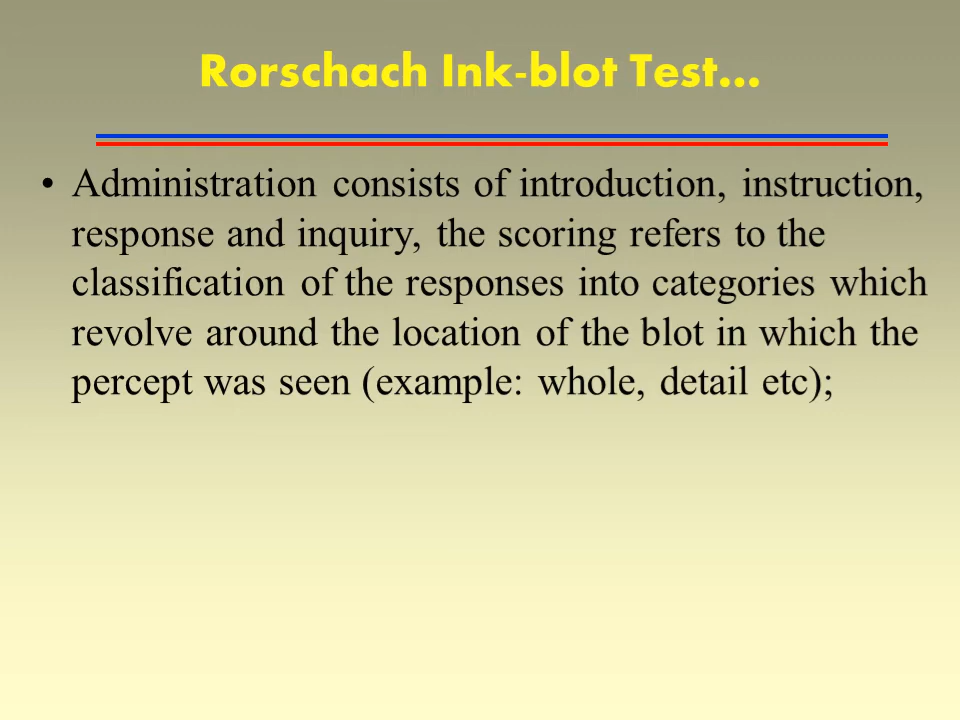 Rorschach Ink-blot Test...
• Administration consists of introduction, instruction,
response and inquiry, the scoring refers to the
classification of the responses into categories which
revolve around the location of the blot in which the
percept was seen (example: whole, detail etc);